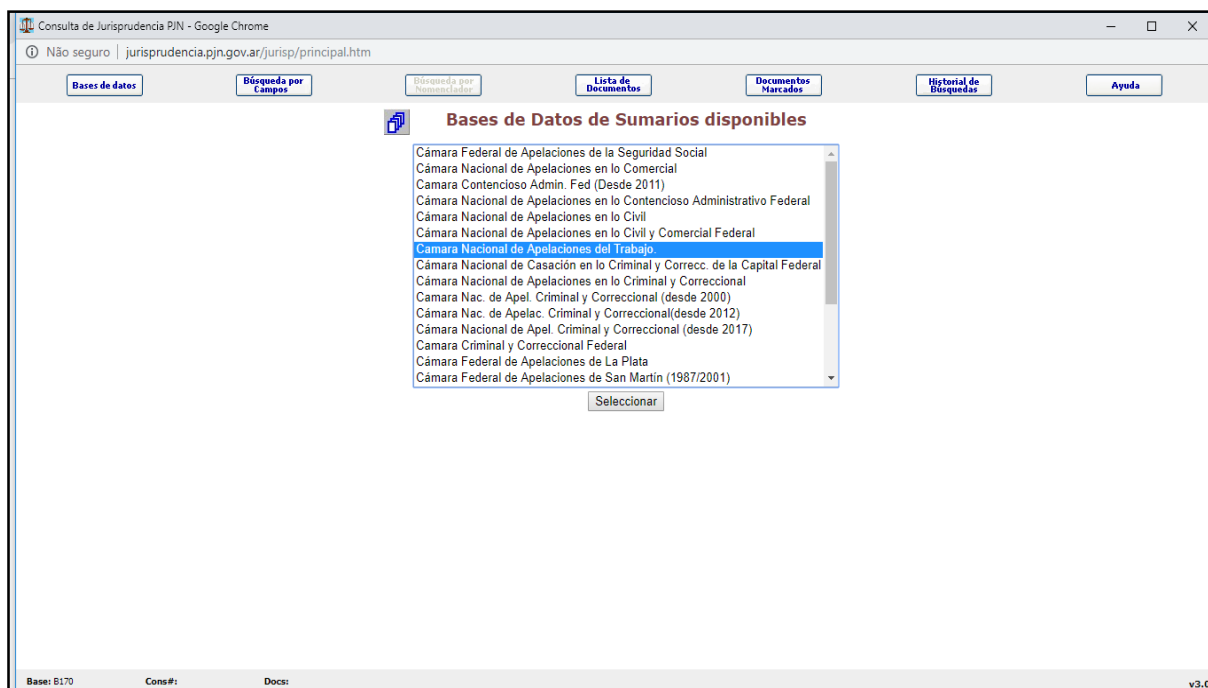 Consulta de Jurisprudencia PJN - Google Chrome
Não seguro | jurisprudencia.pjn.gov.ar/jurisp/principal.htm
Bases de datos
Búsqueda por
Campos
Búsqueda por
Nomenclador
Lista de
Documentos
Documentos
Marcados
Historial de
Búsquedas
Ayuda
Bases de Datos de Sumarios disponibles
Cámara Federal de Apelaciones de la Seguridad Social
Cámara Nacional de Apelaciones en lo Comercial
Camara Contencioso Admin. Fed (Desde 2011)
Cámara Nacional de Apelaciones en lo Contencioso Administrativo Federal
Cámara Nacional de Apelaciones en lo Civil
Cámara Nacional de Apelaciones en lo Civil y Comercial Federal
Camara Nacional de Apelaciones del Trabajo.
Cámara Nacional de Casación en lo Criminal y Correcc. de la Capital Federal
Cámara Nacional de Apelaciones en lo Criminal y Correccional
Camara Nac. de Apel. Criminal y Correccional (desde 2000)
Cámara Nac. de Apelac. Criminal y Correccional(desde 2012)
Cámara Nacional de Apel. Criminal y Correccional (desde 2017)
Camara Criminal y Correccional Federal
Cámara Federal de Apelaciones de La Plata
Cámara Federal de Apelaciones de San Martín (1987/2001)
Seleccionar
Base: B170 Cons#: Docs: v3.0